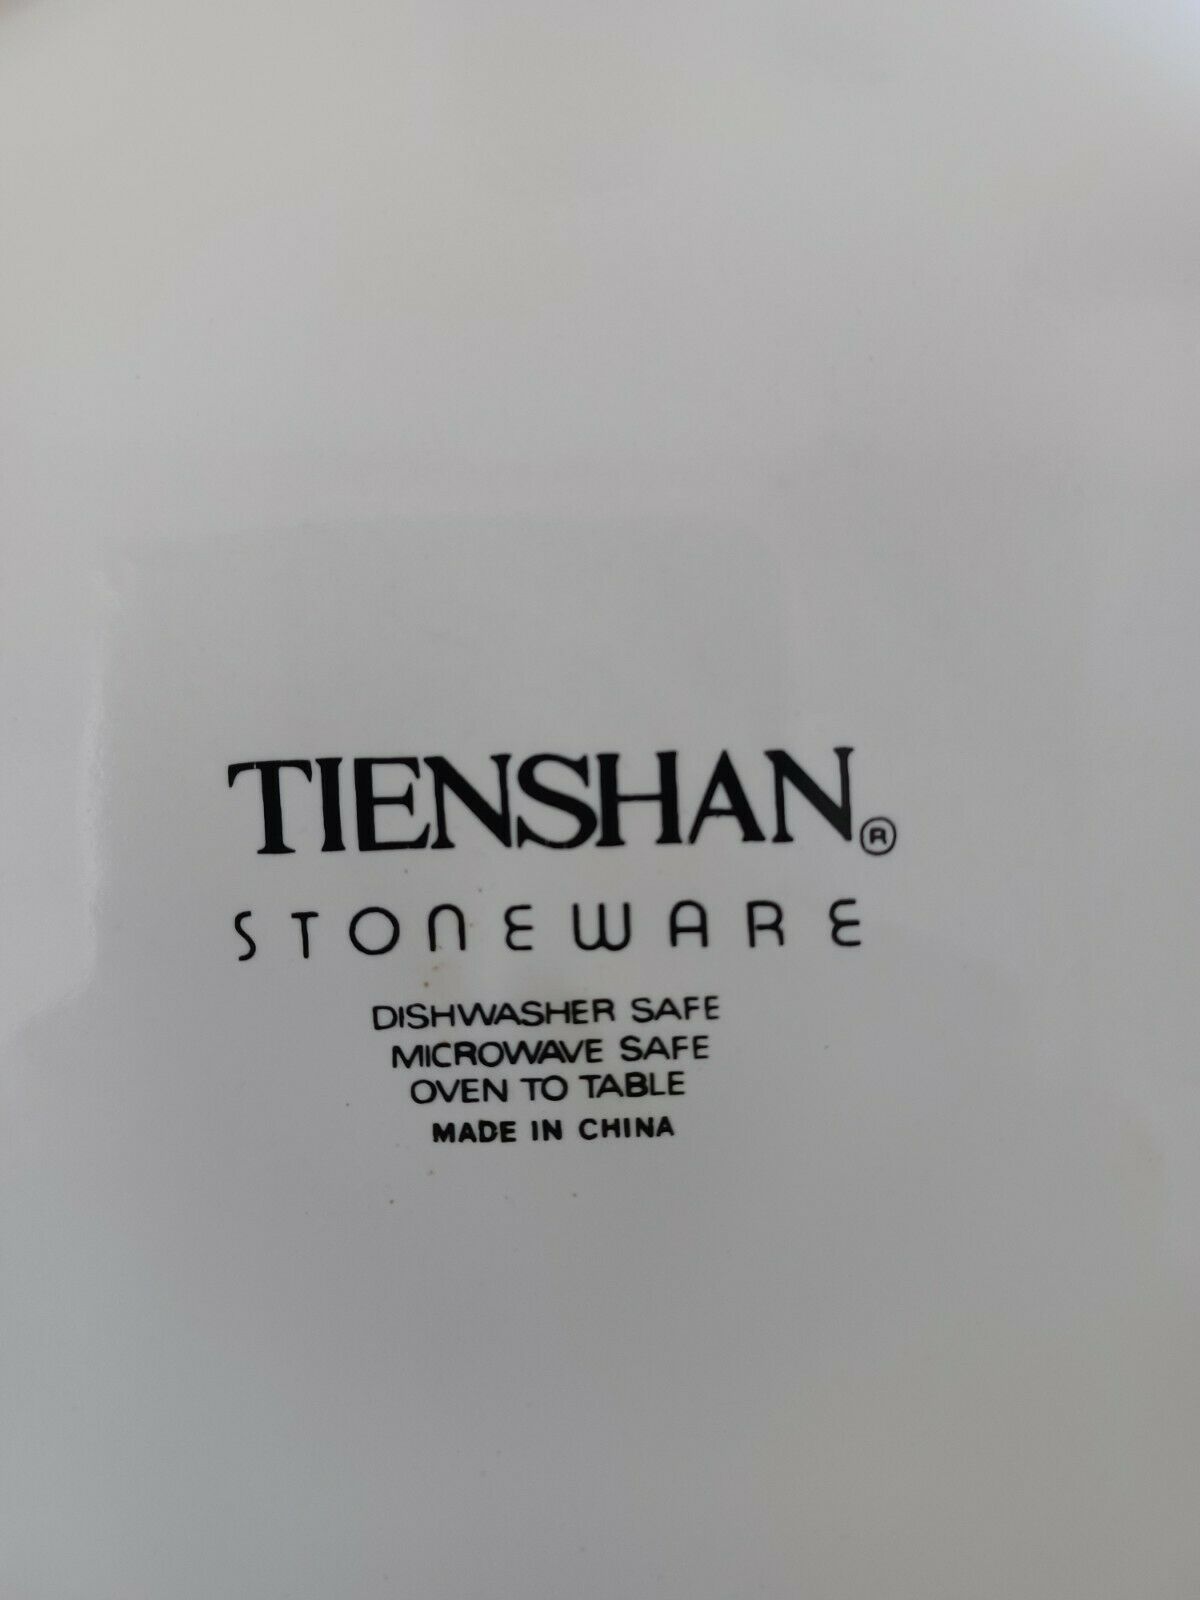 TIENSHAN®
STONEWARE
DISHWASHER SAFE
MICROWAVE SAFE
OVEN TO TABLE
MADE IN CHINA